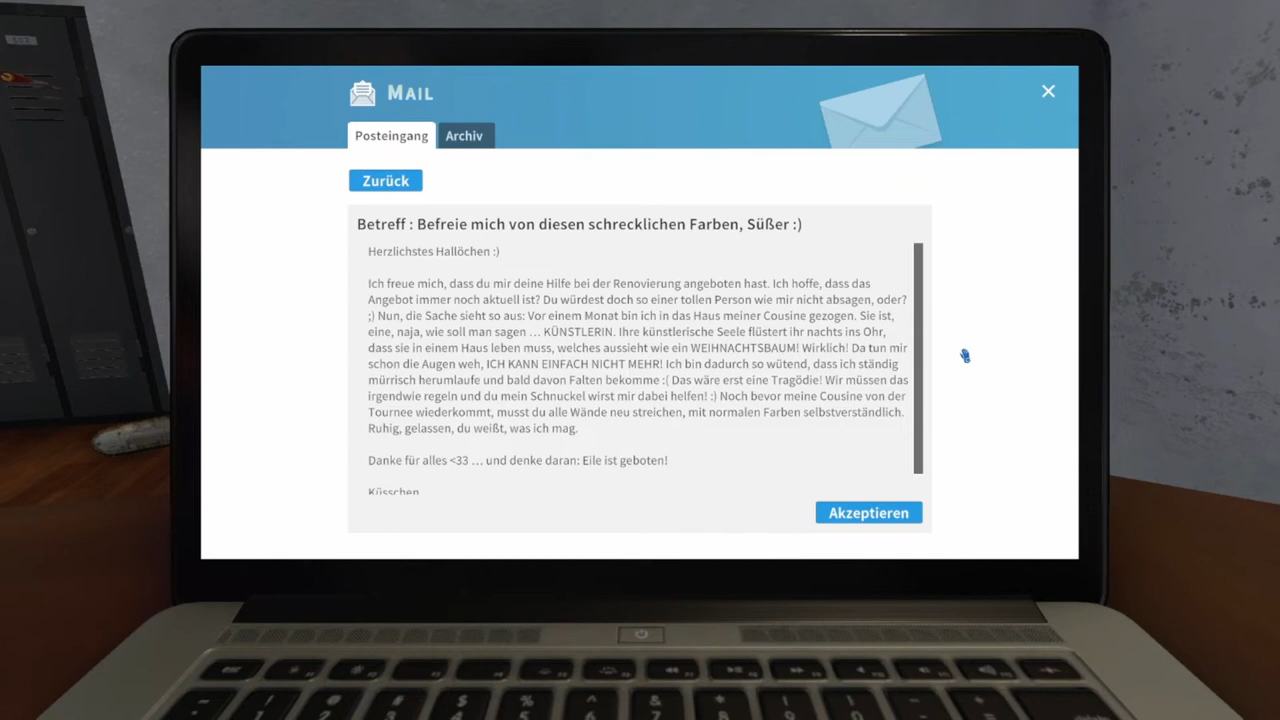 MAIL
Posteingang
Archiv
Zurück
Betreff : Befreie mich von diesen schrecklichen Farben, Süßer :)
Herzlichstes Hallöchen :)
Ich freue mich, dass du mir deine Hilfe bei der Renovierung angeboten hast. Ich hoffe, dass das
Angebot immer noch aktuell ist? Du würdest doch so einer tollen Person wie mir nicht absagen, oder?
;) Nun, die Sache sieht so aus: Vor einem Monat bin ich in das Haus meiner Cousine gezogen. Sie ist,
eine, naja, wie soll man sagen ... KÜNSTLERIN. Ihre künstlerische Seele flüstert ihr nachts ins Ohr,
dass sie in einem Haus leben muss, welches aussieht wie ein WEIHNACHTSBAUM! Wirklich! Da tun mir
schon die Augen weh, ICH KANN EINFACH NICHT MEHR! Ich bin dadurch so wütend, dass ich ständig
mürrisch herumlaufe und bald davon Falten bekomme :( Das wäre erst eine Tragödie! Wir müssen das
irgendwie regeln und du mein Schnuckel wirst mir dabei helfen! :) Noch bevor meine Cousine von der
Tournee wiederkommt, musst du alle Wände neu streichen, mit normalen Farben selbstverständlich.
Ruhig, gelassen, du weißt, was ich mag.
Danke für alles <33 ... und denke daran: Eile ist geboten!
Küsschen
Akzeptieren